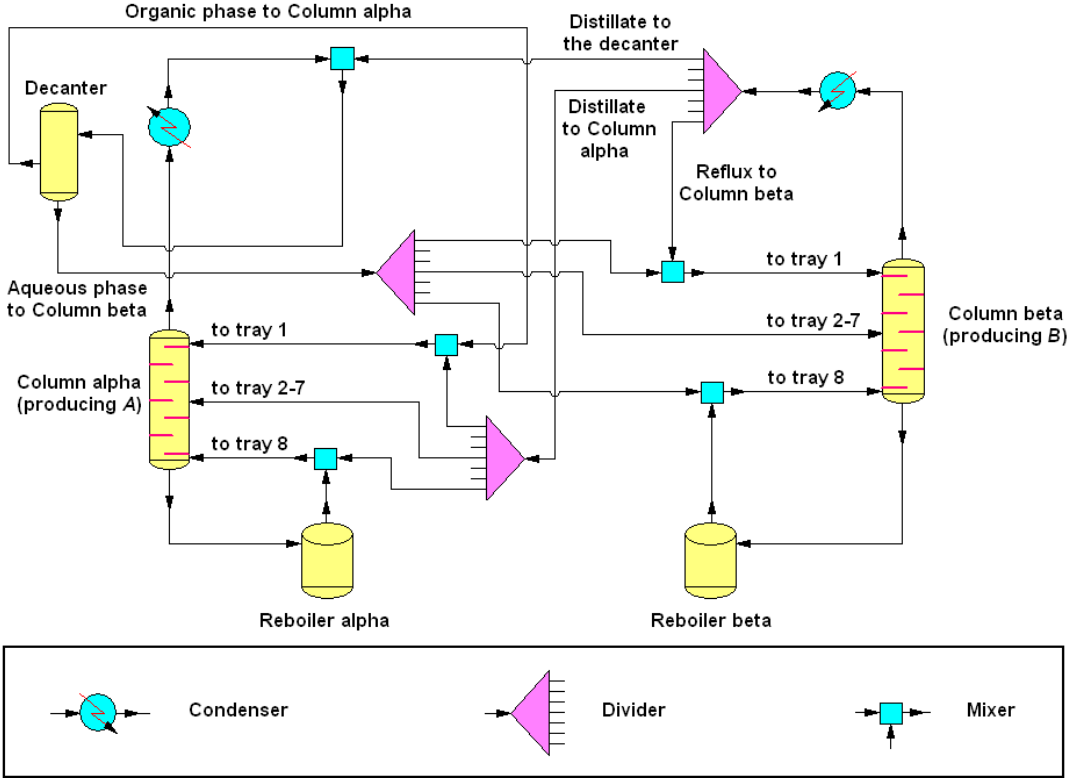 Organic phase to Column alpha
Distillate to
the decanter
Decanter
Distillate
to Column
alpha
Reflux to
Column beta
to tray 1
Aqueous phase
to Column beta
to tray 1
to tray 2-7
Column beta
(producing B)
Column alpha
(producing A)
to tray 2-7
to tray 8
to tray 8
Reboiler alpha
Reboiler beta
Condenser
Divider
Mixer